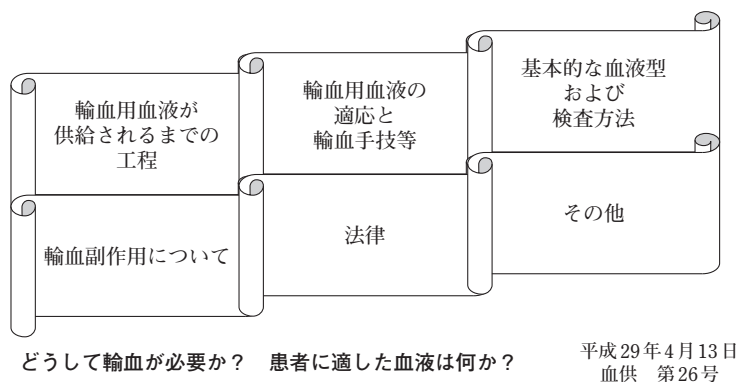 輸血用血液が
供給されるまでの
工程
輸血用血液の
適応と
輸血手技等
基本的な血液型
および
検査方法
輸血副作用について
法律
その他
どうして輸血が必要か？　患者に適した血液は何か？
平成29年4月13日
血供　第26号